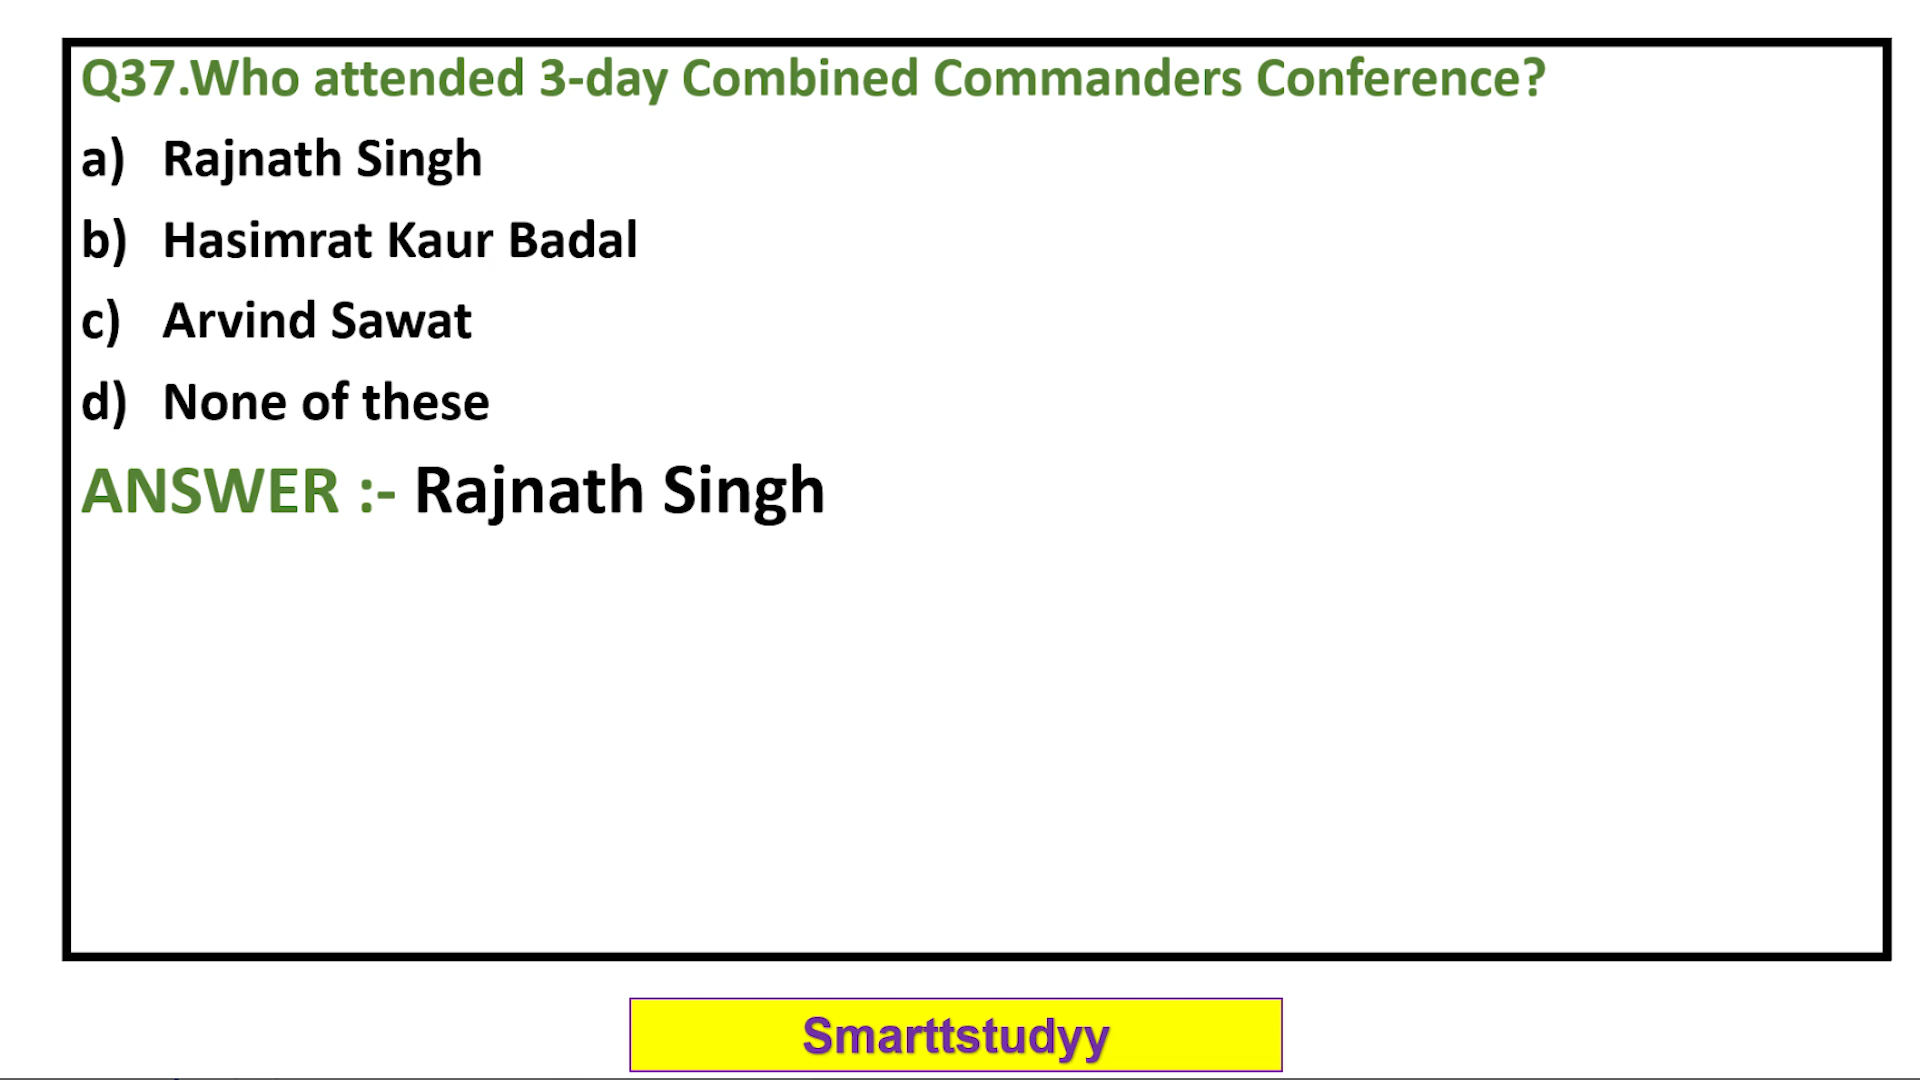 Q37.Who attended 3-day Combined Commanders Conference?
a) Rajnath Singh
b) Hasimrat Kaur Badal
c) Arvind Sawat
d) None of these
ANSWER :- Rajnath Singh
Smarttstudyy